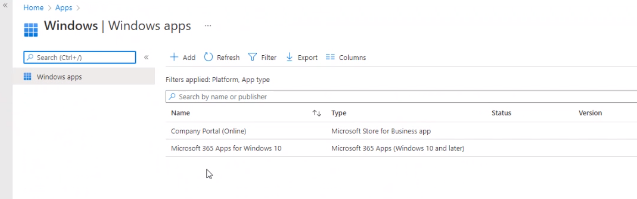 Home > Apps >
Windows | Windows apps ...
Search (Ctrl+/)
Windows apps
Add Refresh Filter Export Columns
Filters applied: Platform, App type
Search by name or publisher
Name Type Status Version
Company Portal (Online) Microsoft Store for Business app
Microsoft 365 Apps for Windows 10 Microsoft 365 Apps (Windows 10 and later)